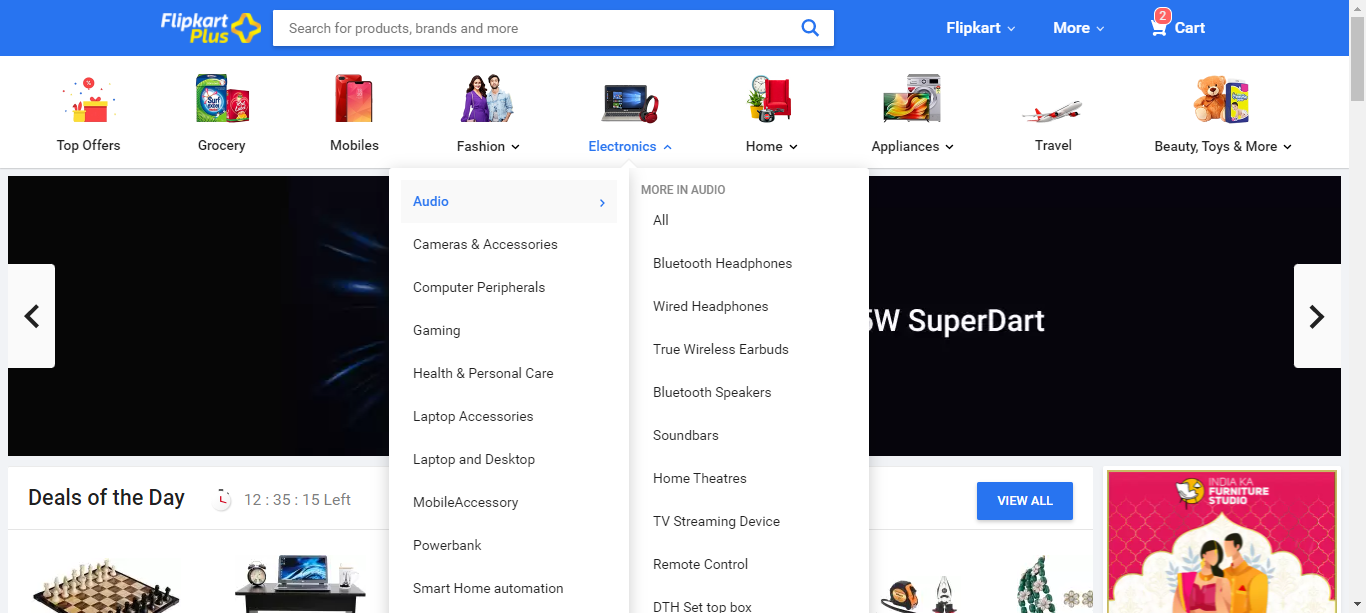 Flipkart
Plus
Search for products, brands and more
Flipkart
More
2
Cart
Top Offers
Grocery
Mobiles
Fashion
Electronics
Home
Appliances
Travel
Beauty, Toys & More
Audio
Cameras & Accessories
Computer Peripherals
Gaming
Health & Personal Care
Laptop Accessories
Laptop and Desktop
MobileAccessory
Powerbank
Smart Home automation
MORE IN AUDIO
All
Bluetooth Headphones
Wired Headphones
True Wireless Earbuds
Bluetooth Speakers
Soundbars
Home Theatres
TV Streaming Device
Remote Control
DTH Set top box
5W SuperDart
Deals of the Day
12 : 35 : 15 Left
VIEW ALL
INDIA KA
FURNITURE
STUDIO